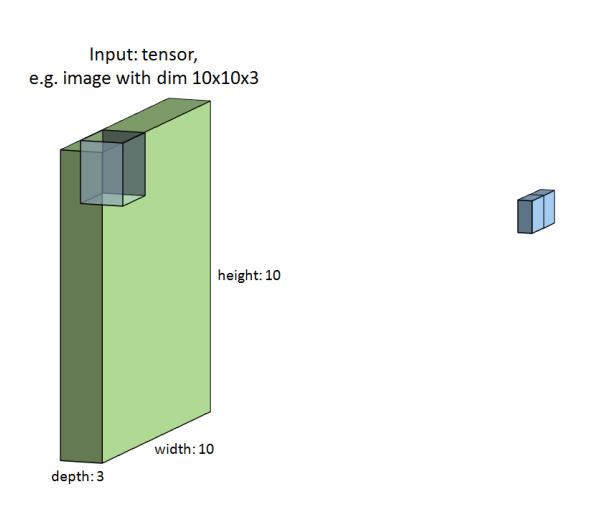 Input: tensor,
e.g. image with dim 10x10x3
height: 10
width: 10
depth: 3